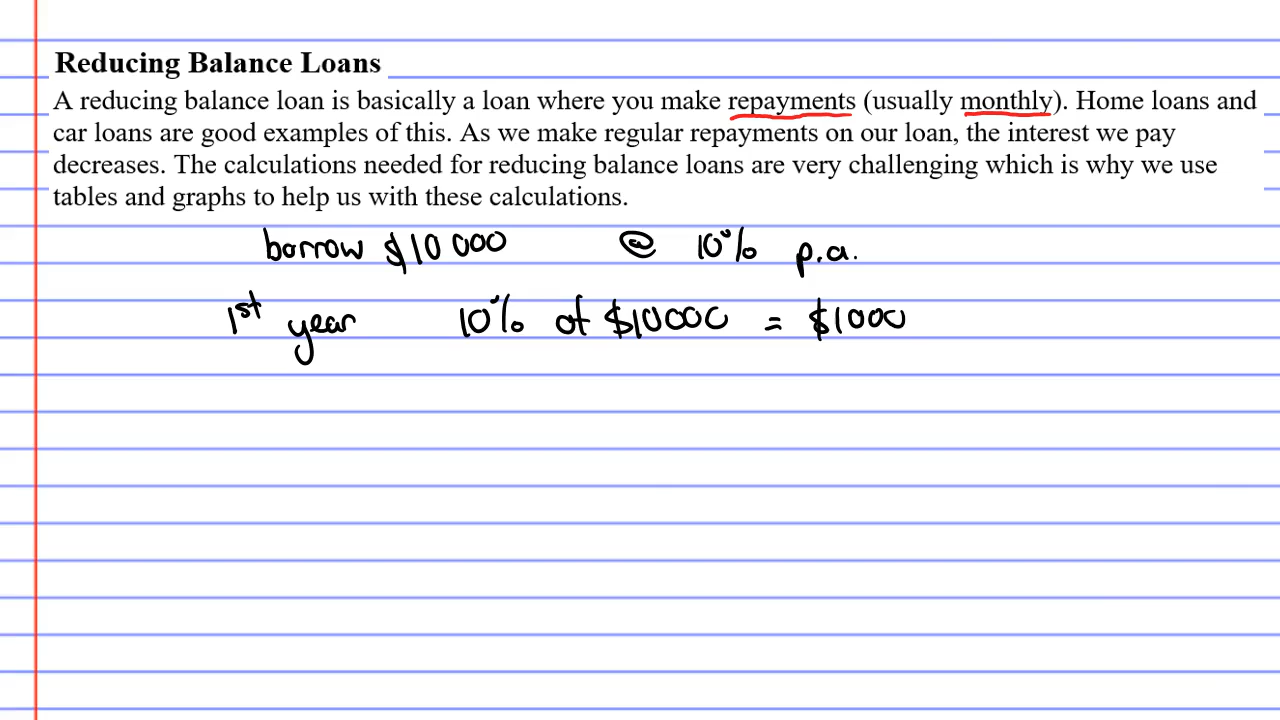 Reducing Balance Loans
A reducing balance loan is basically a loan where you make repayments (usually monthly). Home loans and
car loans are good examples of this. As we make regular repayments on our loan, the interest we pay
decreases. The calculations needed for reducing balance loans are very challenging which is why we use
tables and graphs to help us with these calculations.
borrow $10 000 @ 10% p.a.
1st year 10% of $10000 = $1000